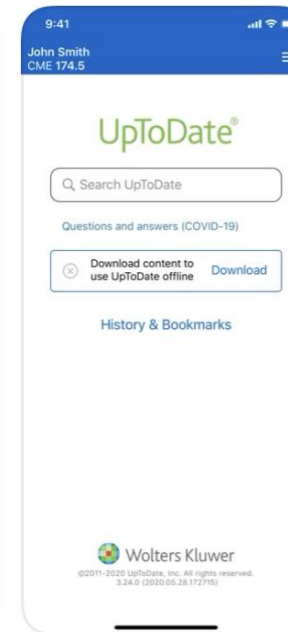 9:41
John Smith
CME 174.5
UpToDate®
Search UpToDate
Questions and answers (COVID-19)
Download content to
use UpToDate offline
Download
History & Bookmarks
Wolters Kluwer
©2011-2020 UpToDate, Inc. All rights reserved.
3.24.0 (2020.05.28.172715)